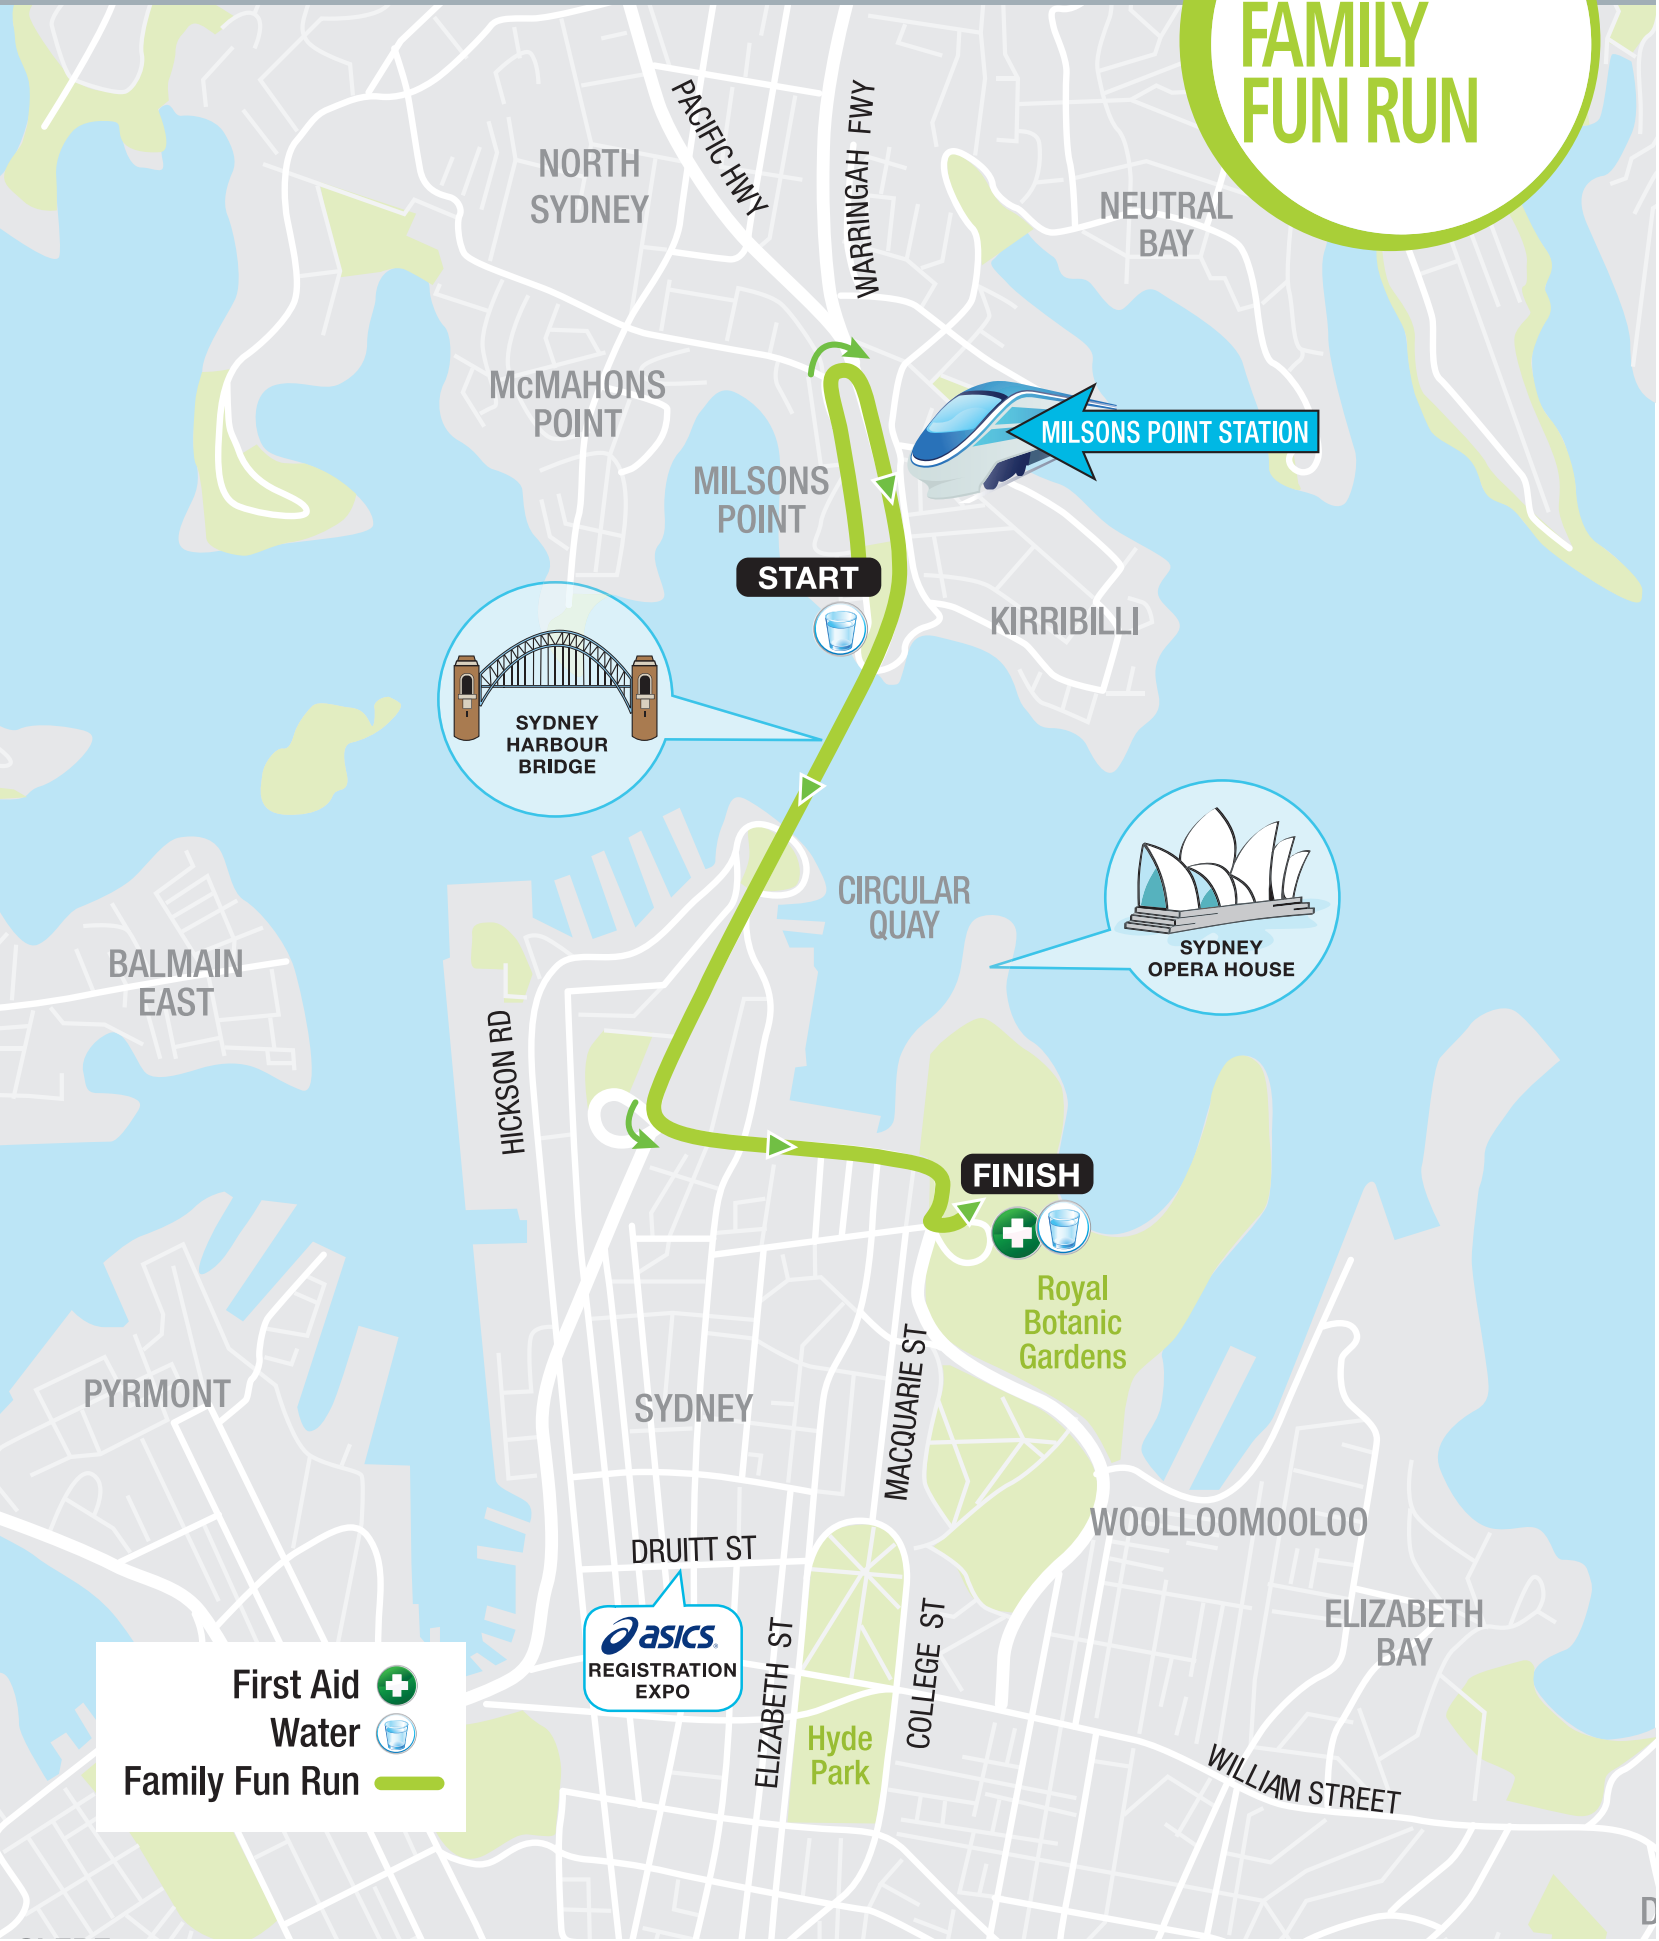 FAMILY
FUN RUN
PACIFIC HWY
WARRINGAH FWY
NORTH
SYDNEY
NEUTRAL
BAY
McMAHONS
POINT
MILSONS POINT STATION
MILSONS
POINT
START
KIRRIBILLI
SYDNEY
HARBOUR
BRIDGE
CIRCULAR
QUAY
SYDNEY
OPERA HOUSE
BALMAIN
EAST
HICKSON RD
FINISH
Royal
Botanic
Gardens
PYRMONT
SYDNEY
MACQUARIE ST
WOOLLOOMOOLOO
DRUITT ST
asics
REGISTRATION
EXPO
ELIZABETH ST
COLLEGE ST
ELIZABETH
BAY
Hyde
Park
WILLIAM STREET
First Aid
Water
Family Fun Run